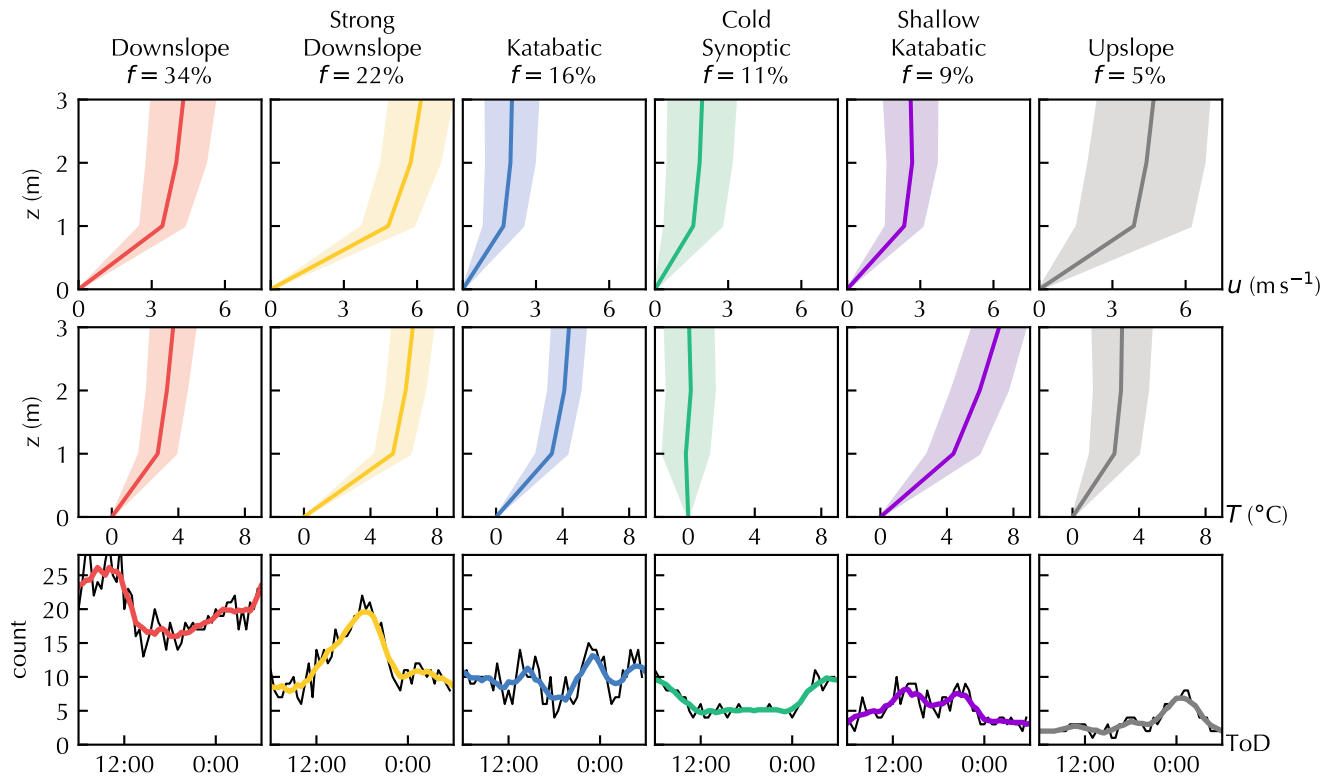 Downslope
f = 34%
Strong
Downslope
f = 22%
Katabatic
f = 16%
Cold
Synoptic
f = 11%
Shallow
Katabatic
f = 9%
Upslope
f = 5%
3
2
1
0
z (m)
0 3 6
0 3 6
0 3 6
0 3 6
0 3 6
0 3 6
u (m s⁻¹)
3
2
1
0
z (m)
0 4 8
0 4 8
0 4 8
0 4 8
0 4 8
0 4 8
T (°C)
25
20
15
10
5
0
count
12:00 0:00
12:00 0:00
12:00 0:00
12:00 0:00
12:00 0:00
12:00 0:00
ToD